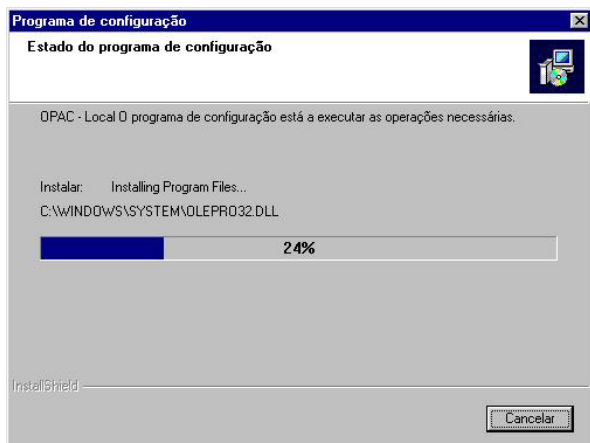 Programa de configuração
Estado do programa de configuração
OPAC - Local O programa de configuração está a executar as operações necessárias.
Instalar: Installing Program Files...
C:\WINDOWS\SYSTEM\OLEPRO32.DLL
24%
InstallShield
Cancelar